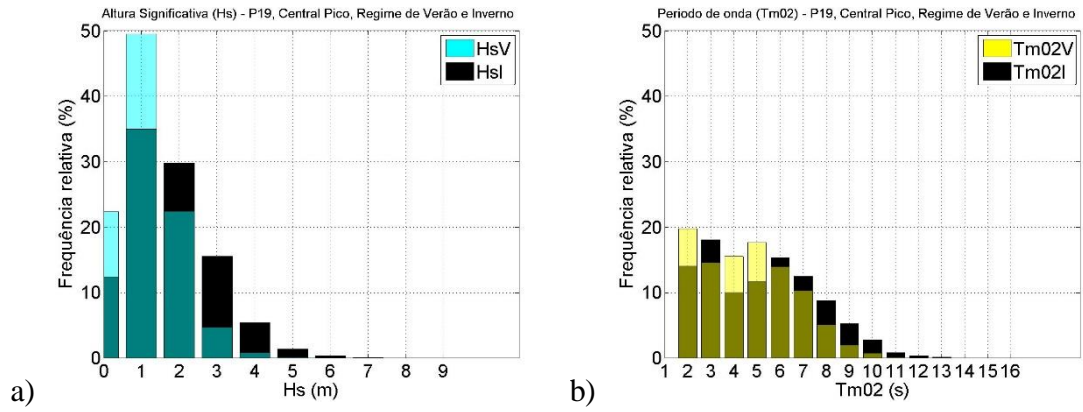 Altura Significativa (Hs) - P19, Central Pico, Regime de Verão e Inverno
50
40
30
20
10
0
Frequência relativa (%)
HsV
HsI
0 1 2 3 4 5 6 7 8 9
Hs (m)
a)
Periodo de onda (Tm02) - P19, Central Pico, Regime de Verão e Inverno
50
40
30
20
10
0
Frequência relativa (%)
Tm02V
Tm02I
1 2 3 4 5 6 7 8 9 10 11 12 13 14 15 16
Tm02 (s)
b)